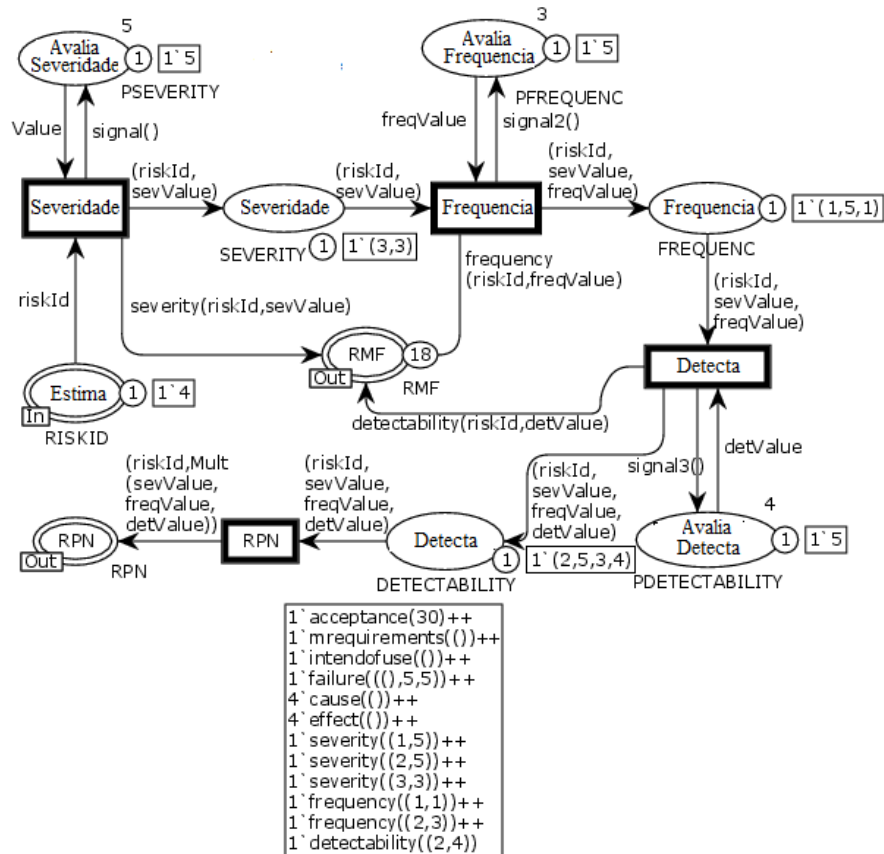 5
Avalia
Severidade
1
1`5
PSEVERITY
3
Avalia
Frequencia
1
1`5
PFREQUENC
Value
signal()
freqValue
signal2()
(riskId,
sevValue)
(riskId,
sevValue)
(riskId,
sevValue,
freqValue)
Severidade
Severidade
Frequencia
Frequencia
1
1`(1,5,1)
SEVERITY
1
1`(3,3)
FREQUENC
riskId
severity(riskId,sevValue)
frequency
(riskId,freqValue)
(riskId,
sevValue,
freqValue)
RMF
18
Out
RMF
Detecta
Estima
1
1`4
In
RISKID
detectability(riskId,detValue)
detValue
signal3()
(riskId,Mult
(sevValue,
freqValue,
detValue))
(riskId,
sevValue,
freqValue,
detValue)
(riskId,
sevValue,
freqValue,
detValue)
4
RPN
Out
RPN
RPN
Detecta
1
1`(2,5,3,4)
DETECTABILITY
Avalia
Detecta
1
1`5
PDETECTABILITY
1`acceptance(30)++
1`mrequirements(())++
1`intendofuse(())++
1`failure(((),5,5))++
4`cause(())++
4`effect(())++
1`severity((1,5))++
1`severity((2,5))++
1`severity((3,3))++
1`frequency((1,1))++
1`frequency((2,3))++
1`detectability((2,4))